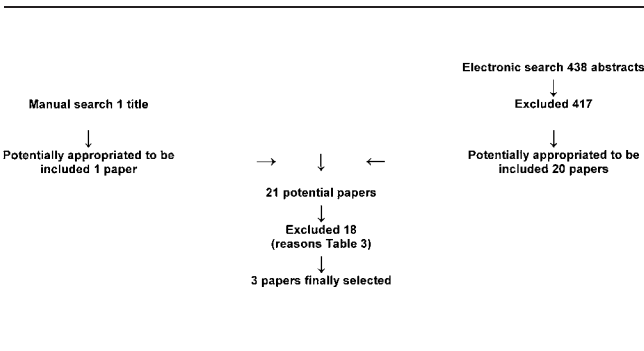 Electronic search 438 abstracts
Manual search 1 title
Excluded 417
Potentially appropriated to be
included 1 paper
Potentially appropriated to be
included 20 papers
21 potential papers
Excluded 18
(reasons Table 3)
3 papers finally selected